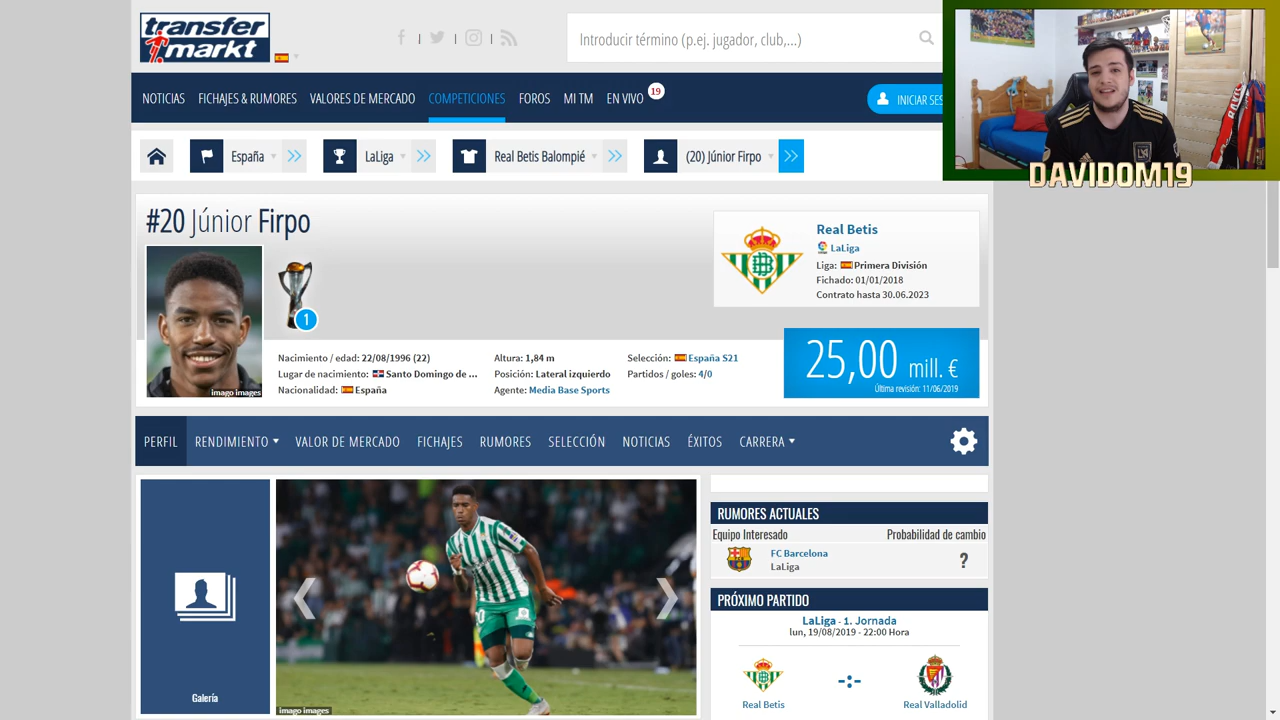 transfer
markt
Introducir término (p.ej. jugador, club,...)
NOTICIAS FICHAJES & RUMORES VALORES DE MERCADO COMPETICIONES FOROS MI TM EN VIVO 19
INICIAR SES
DAVIDOM19
España LaLiga Real Betis Balompié (20) Júnior Firpo
#20 Júnior Firpo
1
imago images
Nacimiento / edad: 22/08/1996 (22)
Lugar de nacimiento: Santo Domingo de ...
Nacionalidad: España
Altura: 1,84 m
Posición: Lateral izquierdo
Agente: Media Base Sports
Selección: España S21
Partidos / goles: 4/0
Real Betis
LaLiga
Liga: Primera División
Fichado: 01/01/2018
Contrato hasta 30.06.2023
25,00 mill. €
Última revisión: 11/06/2019
PERFIL RENDIMIENTO VALOR DE MERCADO FICHAJES RUMORES SELECCIÓN NOTICIAS ÉXITOS CARRERA
Galería
imago images
RUMORES ACTUALES
Equipo Interesado Probabilidad de cambio
FC Barcelona
LaLiga
?
PRÓXIMO PARTIDO
LaLiga - 1. Jornada
lun, 19/08/2019 - 22:00 Hora
-:-
Real Betis Real Valladolid